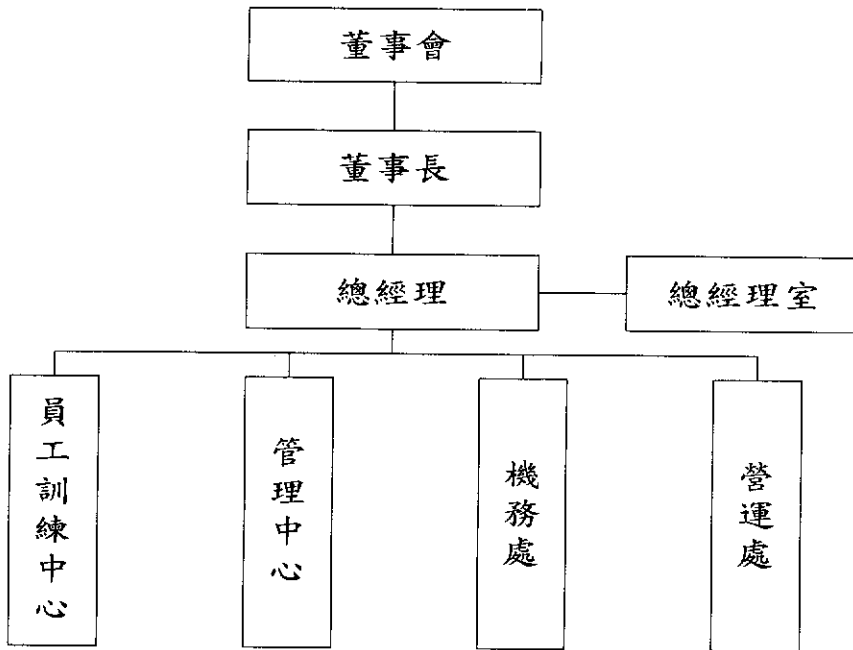 董事會
董事長
總經理
總經理室
員工訓練中心
管理中心
機務處
營運處